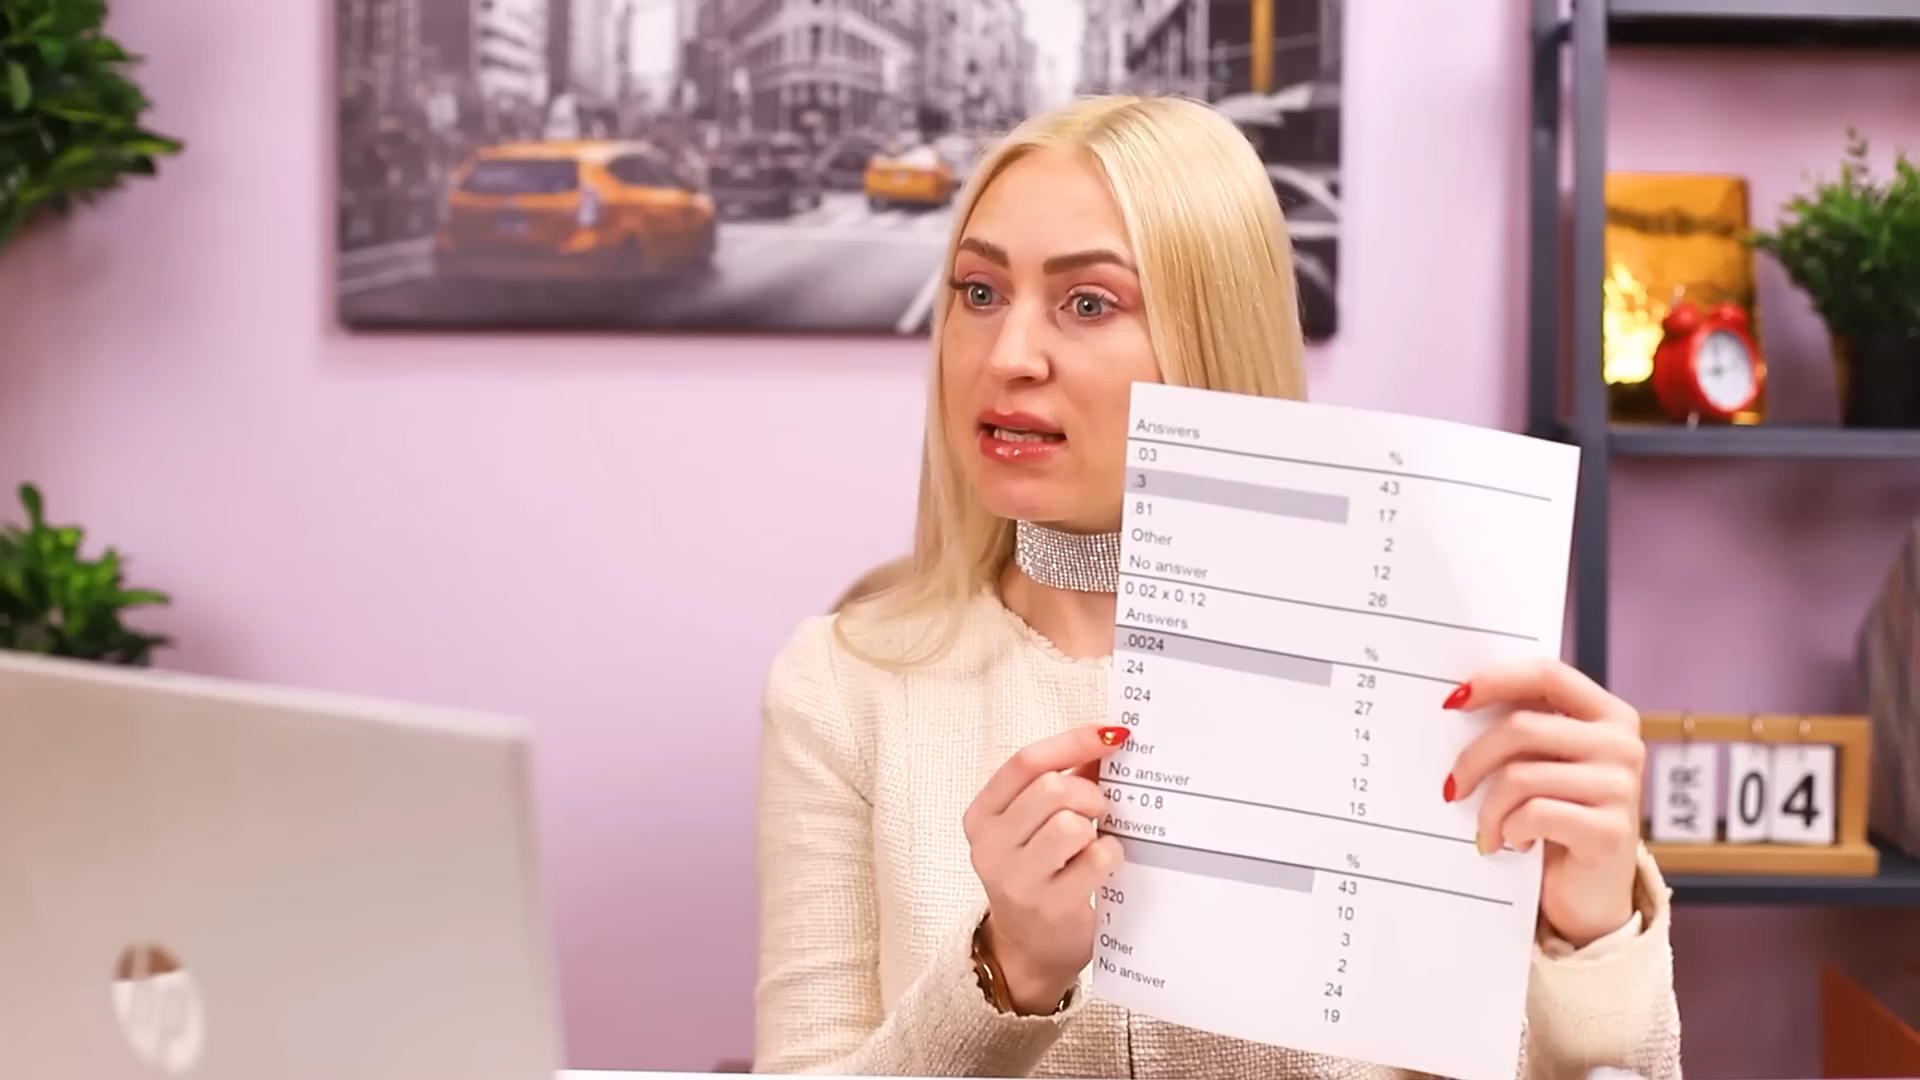 Answers %
.03 43
.3 17
.81 2
Other 12
No answer 26
0.02 x 0.12
Answers %
.0024 28
.24 27
.024 14
.06 3
Other 12
No answer 15
40 ÷ 0.8
Answers %
43
10
320 3
.1 2
Other 24
No answer 19
APR 04
hp